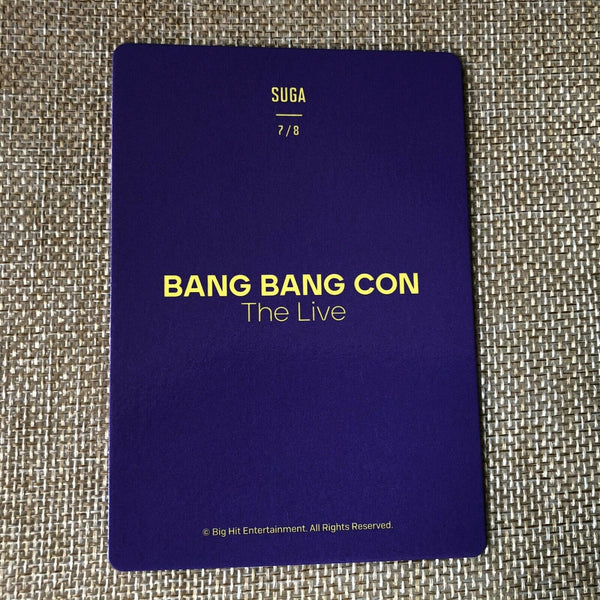 SUGA
7/8
BANG BANG CON
The Live
© Big Hit Entertainment. All Rights Reserved.